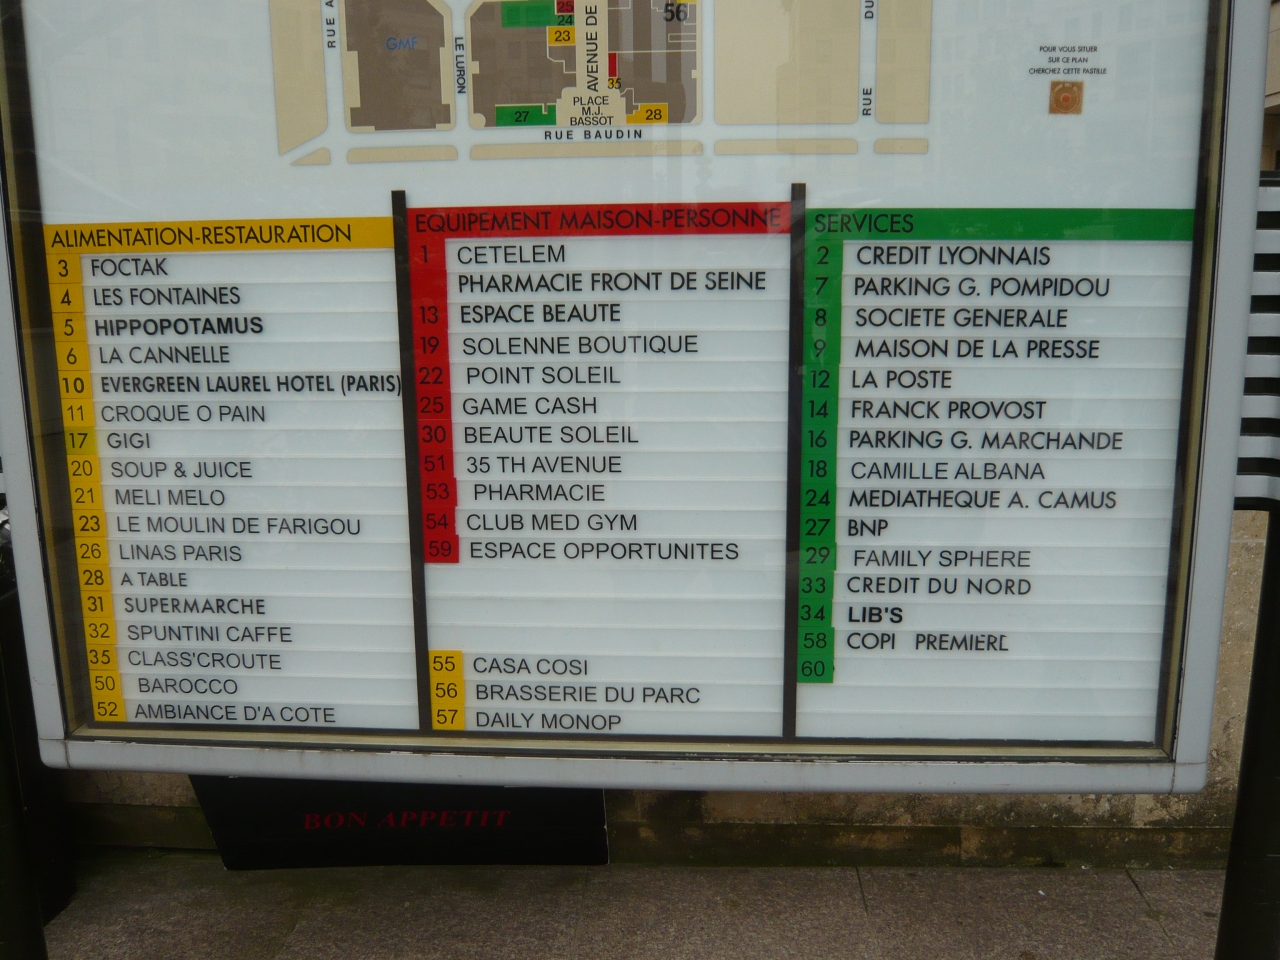 RUE A
GMF
LE LURON
25
24
23
AVENUE DE
56
35
27
PLACE
M.J.
BASSOT
28
RUE BAUDIN
DU
RUE
POUR VOUS SITUER
SUR CE PLAN
CHERCHEZ CETTE PASTILLE
ALIMENTATION-RESTAURATION
3 FOCTAK
4 LES FONTAINES
5 HIPPOPOTAMUS
6 LA CANNELLE
10 EVERGREEN LAUREL HOTEL (PARIS)
11 CROQUE O PAIN
17 GIGI
20 SOUP & JUICE
21 MELI MELO
23 LE MOULIN DE FARIGOU
26 LINAS PARIS
28 A TABLE
31 SUPERMARCHE
32 SPUNTINI CAFFE
35 CLASS'CROUTE
50 BAROCCO
52 AMBIANCE D'A COTE
EQUIPEMENT MAISON-PERSONNE
1 CETELEM
PHARMACIE FRONT DE SEINE
13 ESPACE BEAUTE
19 SOLENNE BOUTIQUE
22 POINT SOLEIL
25 GAME CASH
30 BEAUTE SOLEIL
51 35 TH AVENUE
53 PHARMACIE
54 CLUB MED GYM
59 ESPACE OPPORTUNITES
55 CASA COSI
56 BRASSERIE DU PARC
57 DAILY MONOP
SERVICES
2 CREDIT LYONNAIS
7 PARKING G. POMPIDOU
8 SOCIETE GENERALE
9 MAISON DE LA PRESSE
12 LA POSTE
14 FRANCK PROVOST
16 PARKING G. MARCHANDE
18 CAMILLE ALBANA
24 MEDIATHEQUE A. CAMUS
27 BNP
29 FAMILY SPHERE
33 CREDIT DU NORD
34 LIB'S
58 COPI PREMIERE
60
BON APPETIT